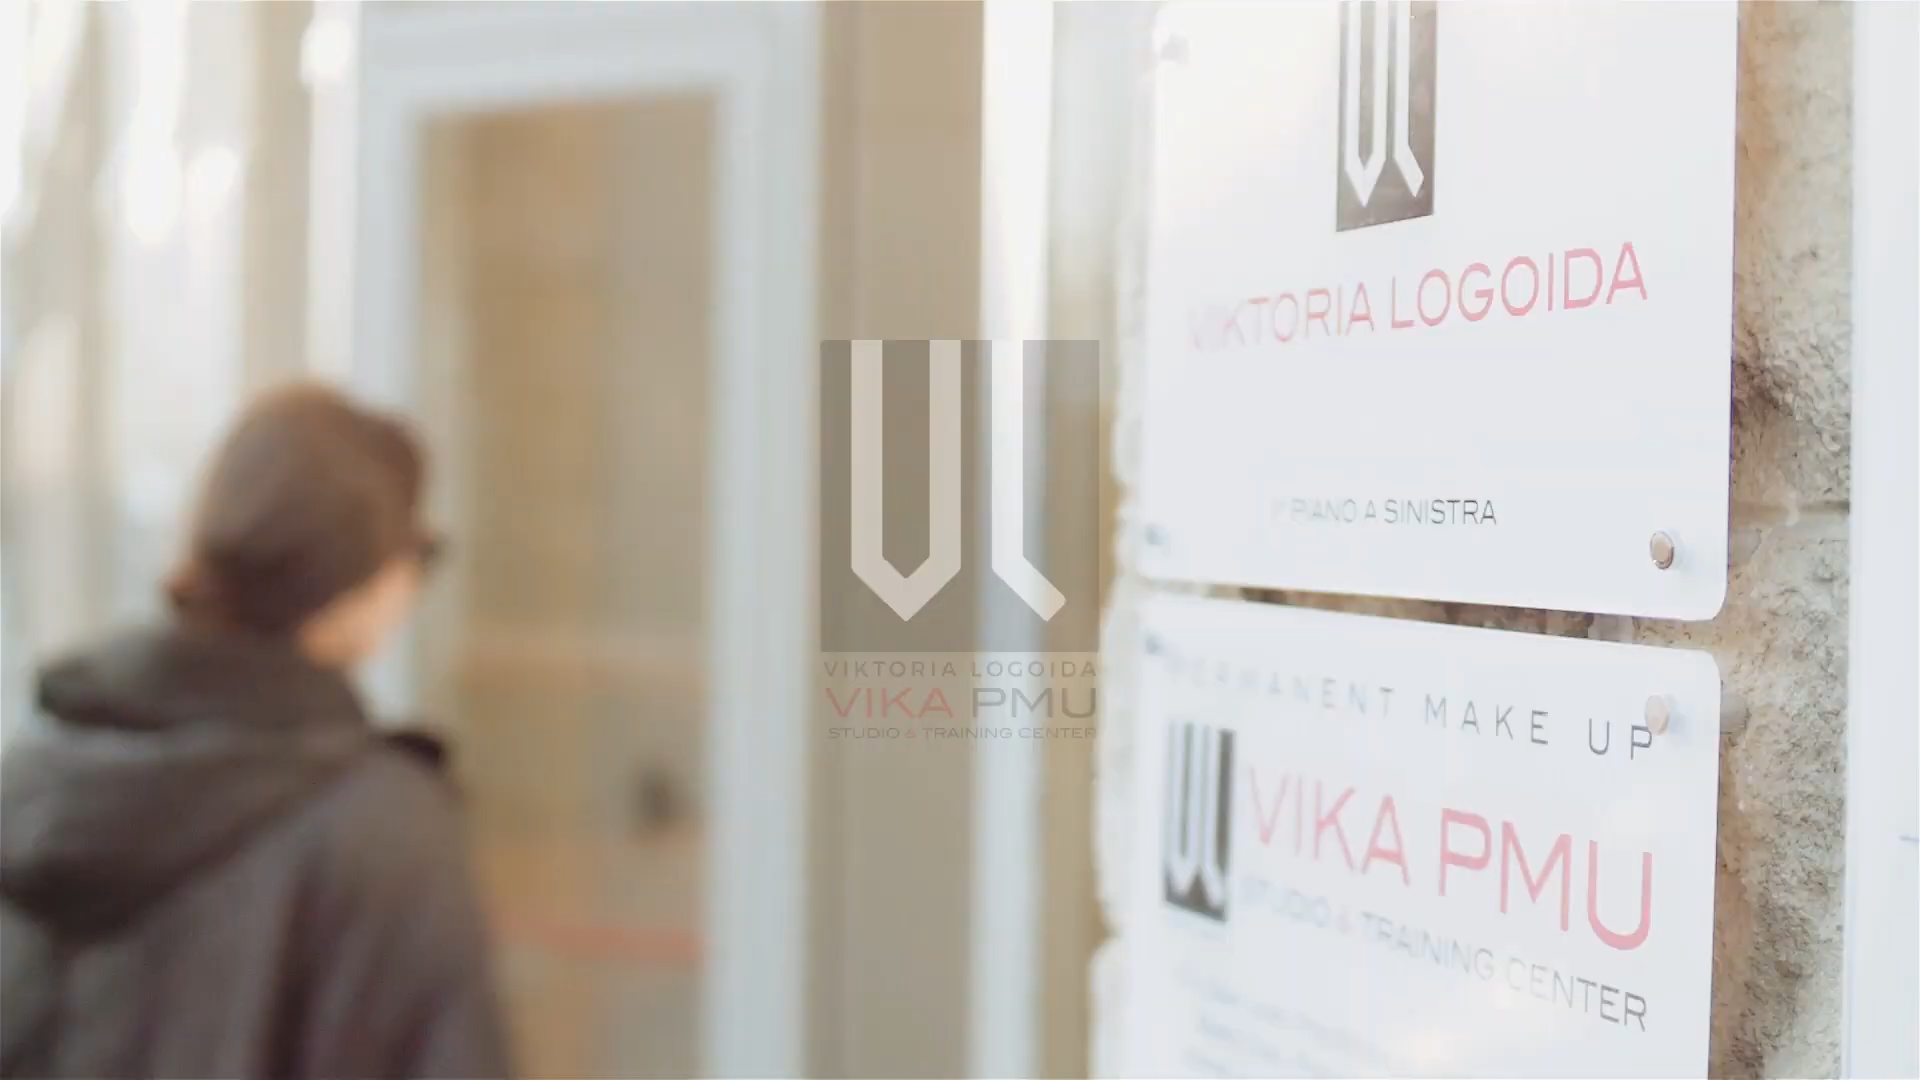 VIKTORIA LOGOIDA
1° PIANO A SINISTRA
VIKTORIA LOGOIDA
VIKA PMU
STUDIO & TRAINING CENTER
PERMANENT MAKE UP
VIKA PMU
STUDIO & TRAINING CENTER